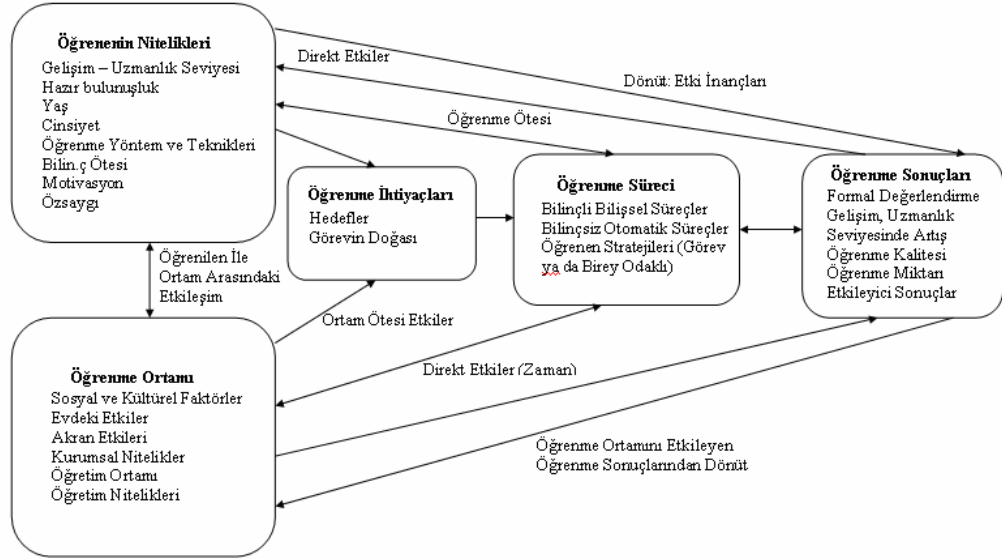 Öğrenenin Nitelikleri
Gelişim – Uzmanlık Seviyesi
Hazır bulunuşluk
Yaş
Cinsiyet
Öğrenme Yöntem ve Teknikleri
Bilin.ç Ötesi
Motivasyon
Özsaygı
Direkt Etkiler
Dönüt: Etki İnançları
Öğrenme Ötesi
Öğrenme İhtiyaçları
Hedefler
Görevin Doğası
Öğrenme Süreci
Bilinçli Bilişsel Süreçler
Bilinçsiz Otomatik Süreçler
Öğrenen Stratejileri (Görev
ya da Birey Odaklı)
Öğrenme Sonuçları
Formal Değerlendirme
Gelişim, Uzmanlık
Seviyesinde Artış
Öğrenme Kalitesi
Öğrenme Miktarı
Etkileyici Sonuçlar
Öğrenilen İle
Ortam Arasındaki
Etkileşim
Ortam Ötesi Etkiler
Öğrenme Ortamı
Sosyal ve Kültürel Faktörler
Evdeki Etkiler
Akran Etkileri
Kurumsal Nitelikler
Öğretim Ortamı
Öğretim Nitelikleri
Direkt Etkiler (Zaman)
Öğrenme Ortamını Etkileyen
Öğrenme Sonuçlarından Dönüt